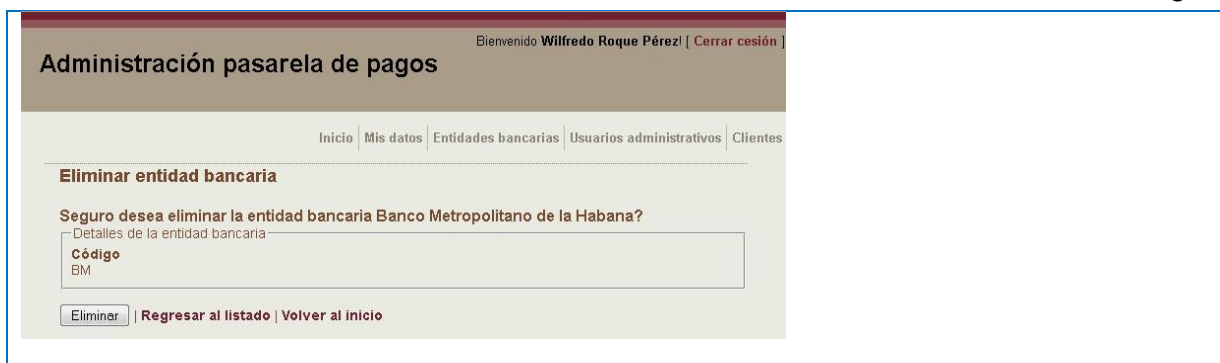 Bienvenido Wilfredo Roque Pérez! [ Cerrar cesión ]
Administración pasarela de pagos
Inicio | Mis datos | Entidades bancarias | Usuarios administrativos | Clientes
Eliminar entidad bancaria
Seguro desea eliminar la entidad bancaria Banco Metropolitano de la Habana?
Detalles de la entidad bancaria
Código
BM
Eliminar | Regresar al listado | Volver al inicio